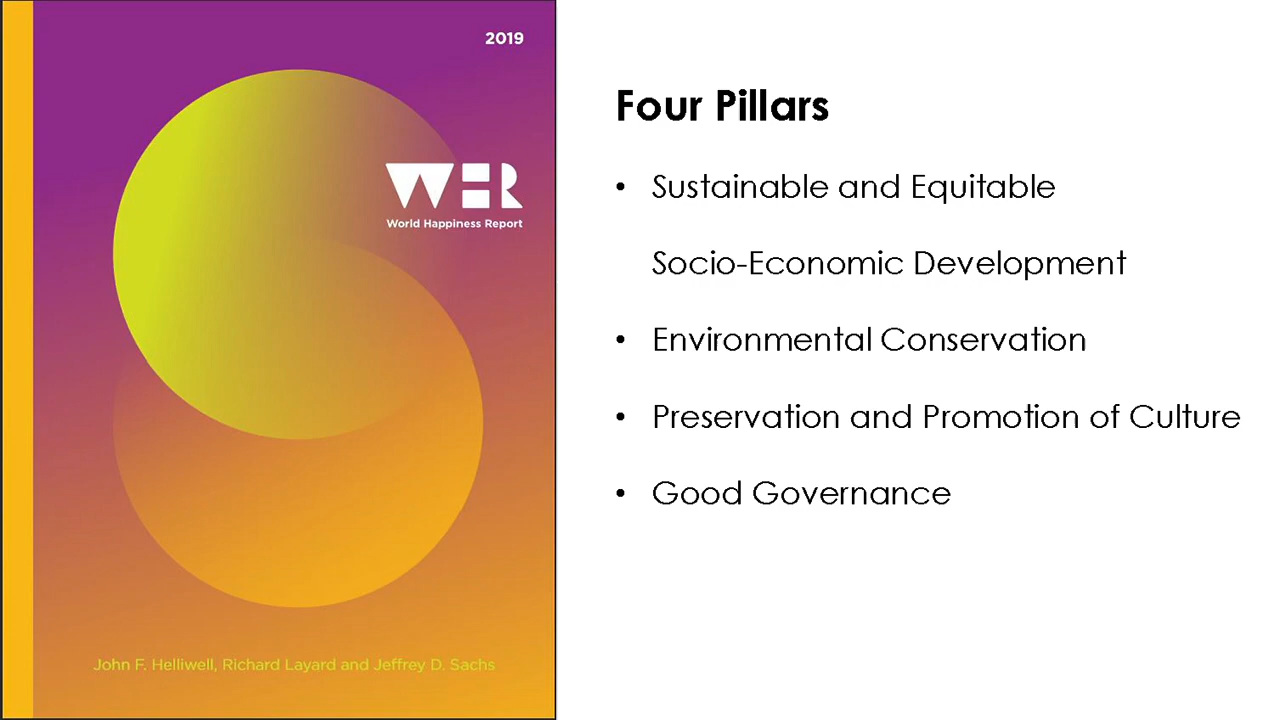 2019
WHR
World Happiness Report
John F. Helliwell, Richard Layard and Jeffrey D. Sachs
Four Pillars
• Sustainable and Equitable
Socio-Economic Development
• Environmental Conservation
• Preservation and Promotion of Culture
• Good Governance